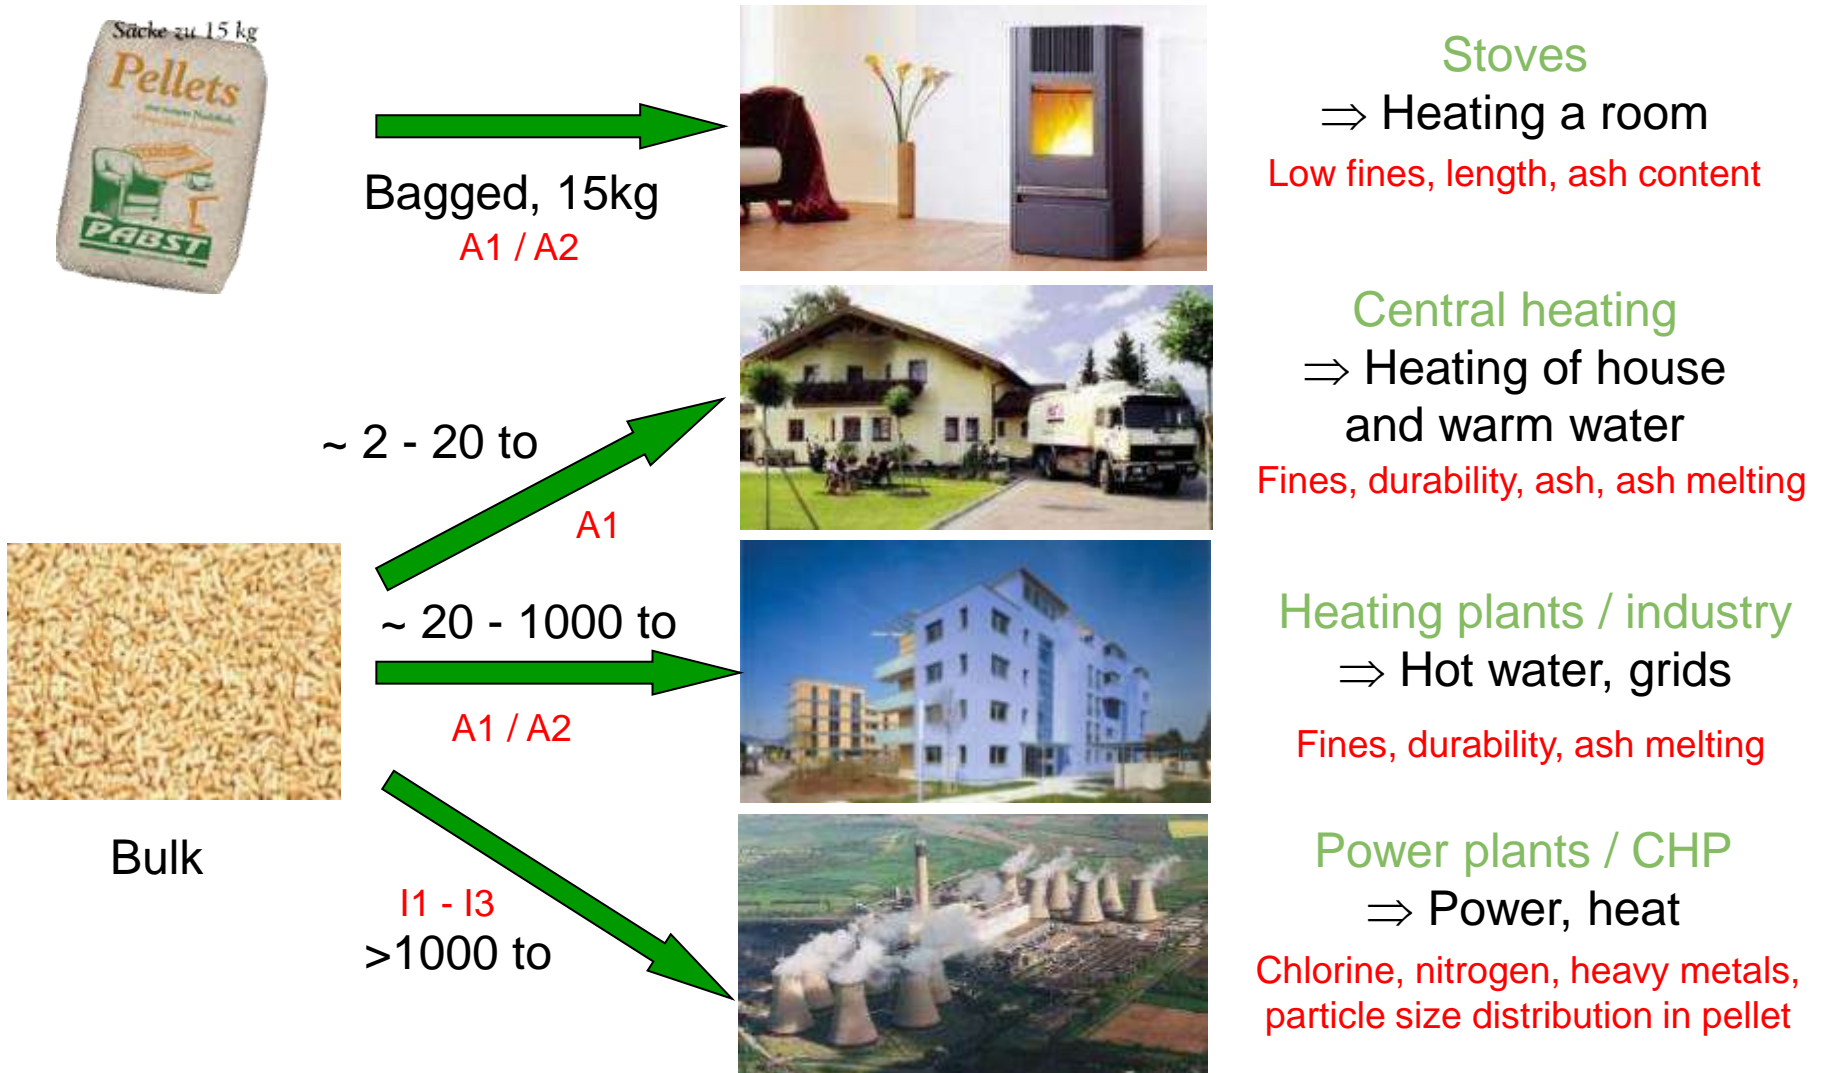 Säcke zu 15 kg
Pellets
PABST
Bagged, 15kg
A1 / A2
Stoves
⇒ Heating a room
Low fines, length, ash content
~ 2 - 20 to
A1
Central heating
⇒ Heating of house
and warm water
Fines, durability, ash, ash melting
~ 20 - 1000 to
A1 / A2
Heating plants / industry
⇒ Hot water, grids
Fines, durability, ash melting
Bulk
I1 - I3
>1000 to
Power plants / CHP
⇒ Power, heat
Chlorine, nitrogen, heavy metals,
particle size distribution in pellet